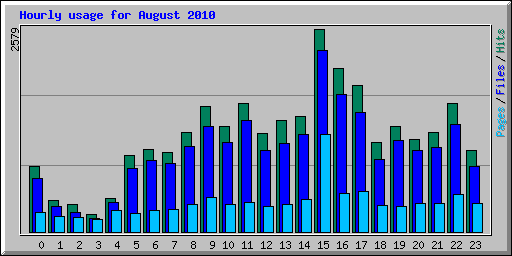 Hourly usage for August 2010
2579
Pages/Files/Hits
0 1 2 3 4 5 6 7 8 9 10 11 12 13 14 15 16 17 18 19 20 21 22 23